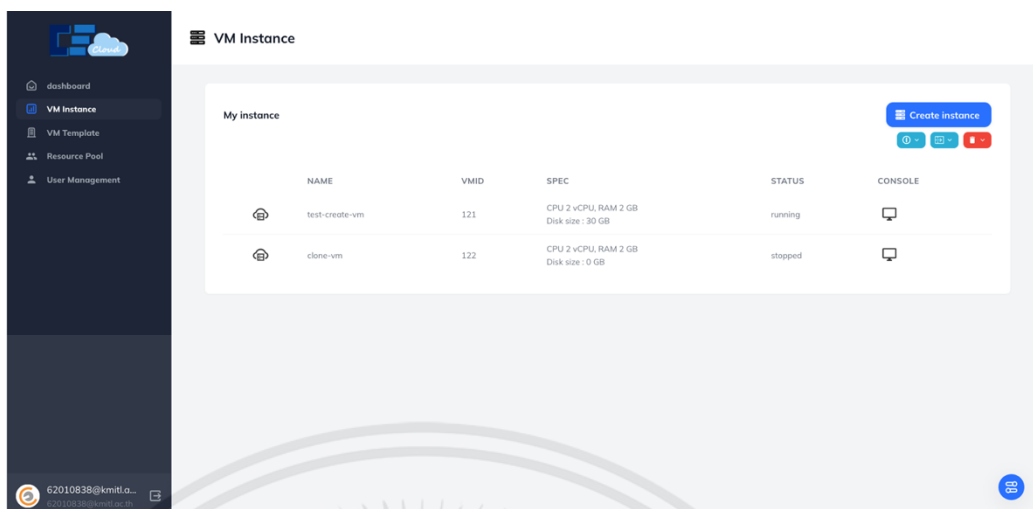 Cloud
VM Instance
dashboard
VM Instance
VM Template
Resource Pool
User Management
My instance
Create instance
NAME VMID SPEC STATUS CONSOLE
test-create-vm 121 CPU 2 vCPU, RAM 2 GB running
Disk size : 30 GB
clone-vm 122 CPU 2 vCPU, RAM 2 GB stopped
Disk size : 0 GB
62010838@kmitl.a...
62010838@kmitl.ac.th